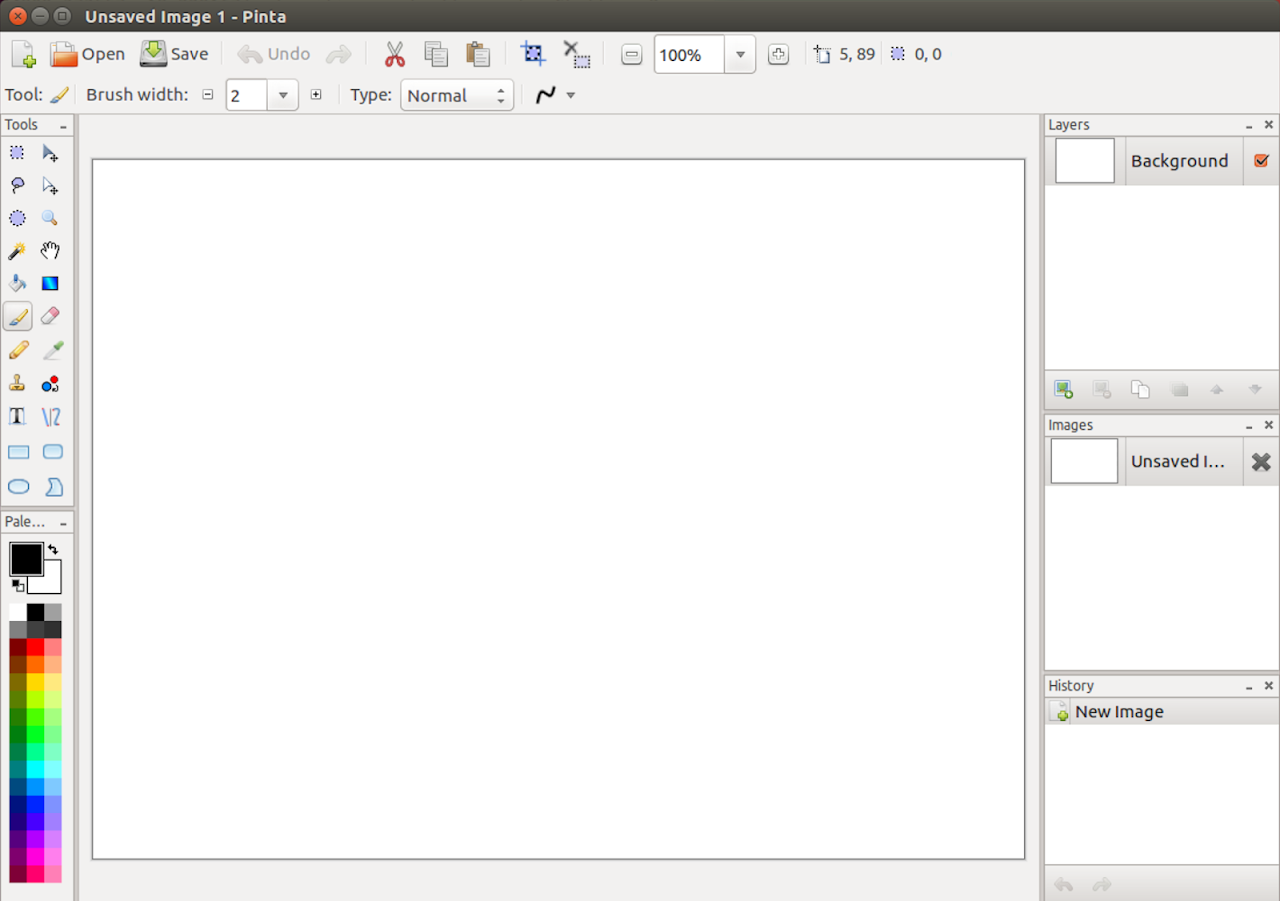 Unsaved Image 1 - Pinta
Open Save Undo 100% 5, 89 0, 0
Tool: Brush width: 2 Type: Normal
Tools
Layers
Background
Images
Unsaved I...
Pale...
History
New Image